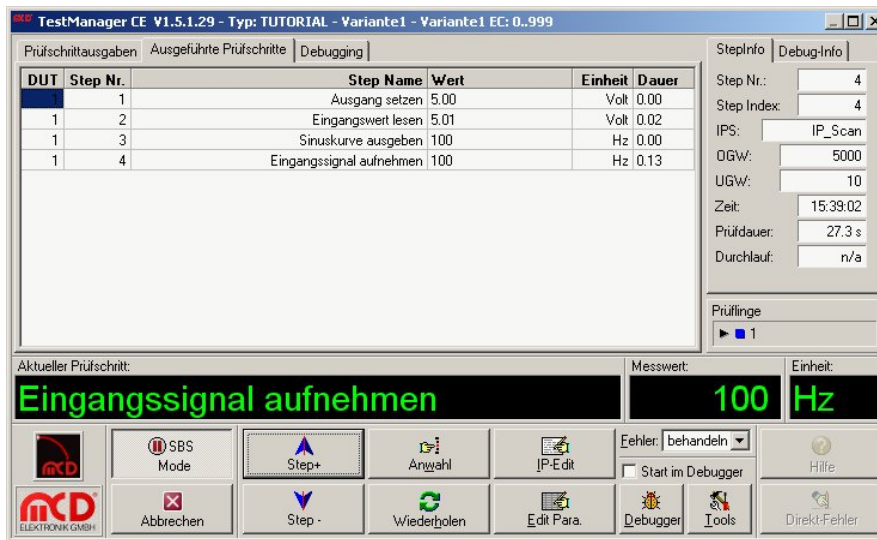 TestManager CE V1.5.1.29 - Typ: TUTORIAL - Variante1 - Variante1 EC: 0..999
Prüfschrittausgaben Ausgeführte Prüfschritte Debugging
DUT Step Nr. Step Name Wert Einheit Dauer
1 1 Ausgang setzen 5.00 Volt 0.00
1 2 Eingangswert lesen 5.01 Volt 0.02
1 3 Sinuskurve ausgeben 100 Hz 0.00
1 4 Eingangssignal aufnehmen 100 Hz 0.13
StepInfo Debug-Info
Step Nr.: 4
Step Index: 4
IPS: IP_Scan
OGW: 5000
UGW: 10
Zeit: 15:39:02
Prüfdauer: 27.3 s
Durchlauf: n/a
Prüflinge
1
Aktueller Prüfschritt: Messwert: Einheit:
Eingangssignal aufnehmen 100 Hz
mCD
SBS Mode
Step+
Anwahl
IP-Edit
Fehler: behandeln
Start im Debugger
Hilfe
mCD
ELEKTRONIK GMBH
Abbrechen
Step -
Wiederholen
Edit Para.
Debugger
Tools
Direkt-Fehler